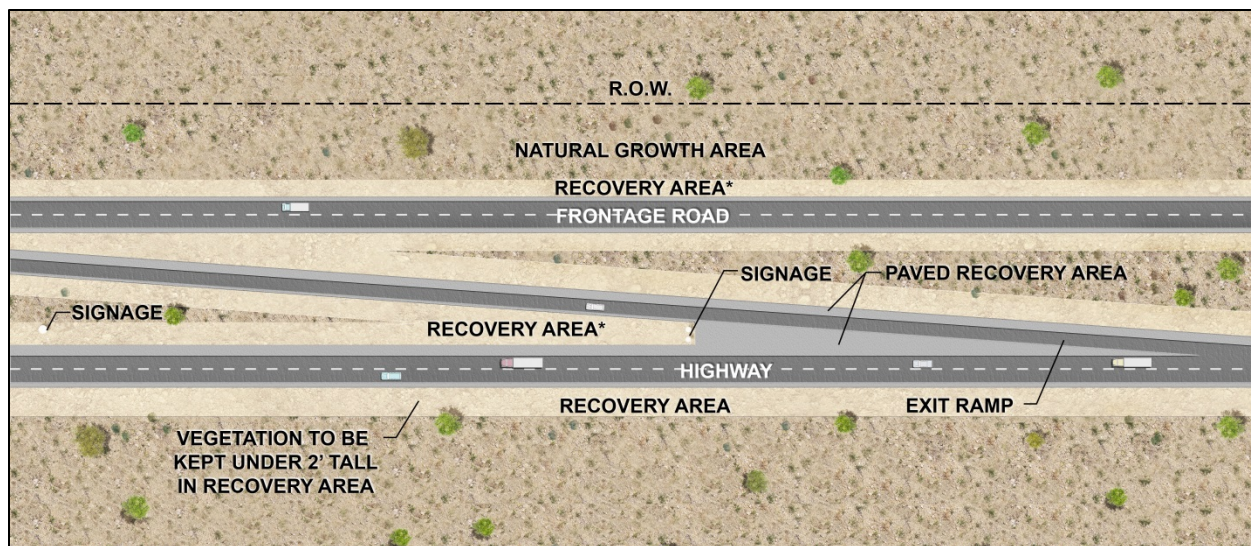 R.O.W.
NATURAL GROWTH AREA
RECOVERY AREA*
FRONTAGE ROAD
SIGNAGE
PAVED RECOVERY AREA
SIGNAGE
RECOVERY AREA*
HIGHWAY
RECOVERY AREA
EXIT RAMP
VEGETATION TO BE
KEPT UNDER 2' TALL
IN RECOVERY AREA